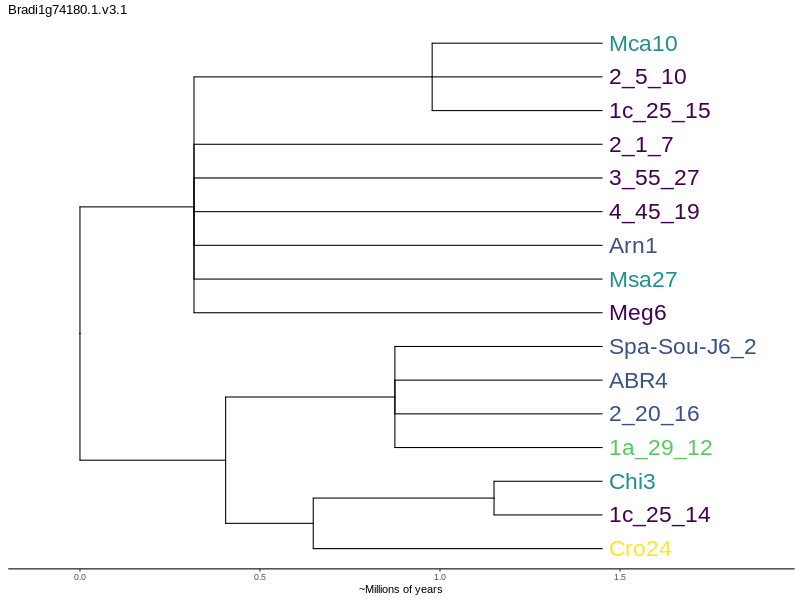 Bradi1g74180.1.v3.1
Mca10
2_5_10
1c_25_15
2_1_7
3_55_27
4_45_19
Arn1
Msa27
Meg6
Spa-Sou-J6_2
ABR4
2_20_16
1a_29_12
Chi3
1c_25_14
Cro24
0.0 0.5 1.0 1.5
~Millions of years